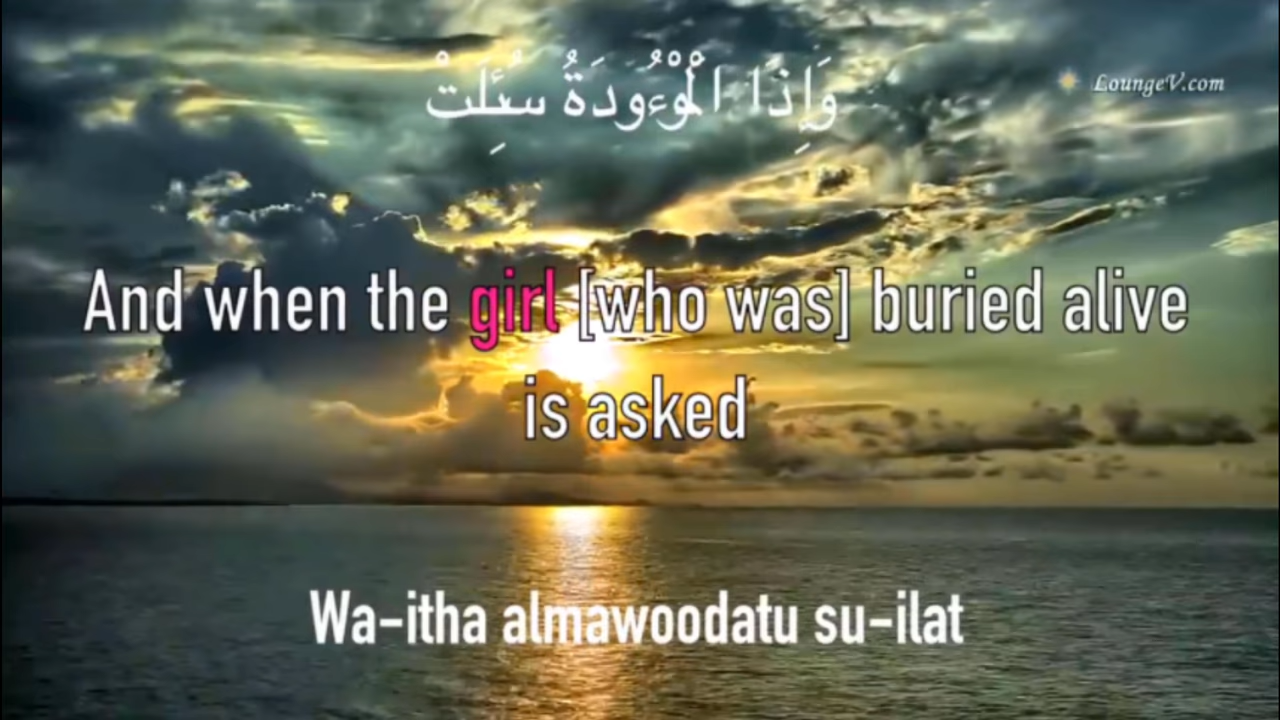 وَإِذَا الْمَوْءُودَةُ سُئِلَتْ
LoungeV.com
And when the girl [who was] buried alive
is asked
Wa-itha almawoodatu su-ilat